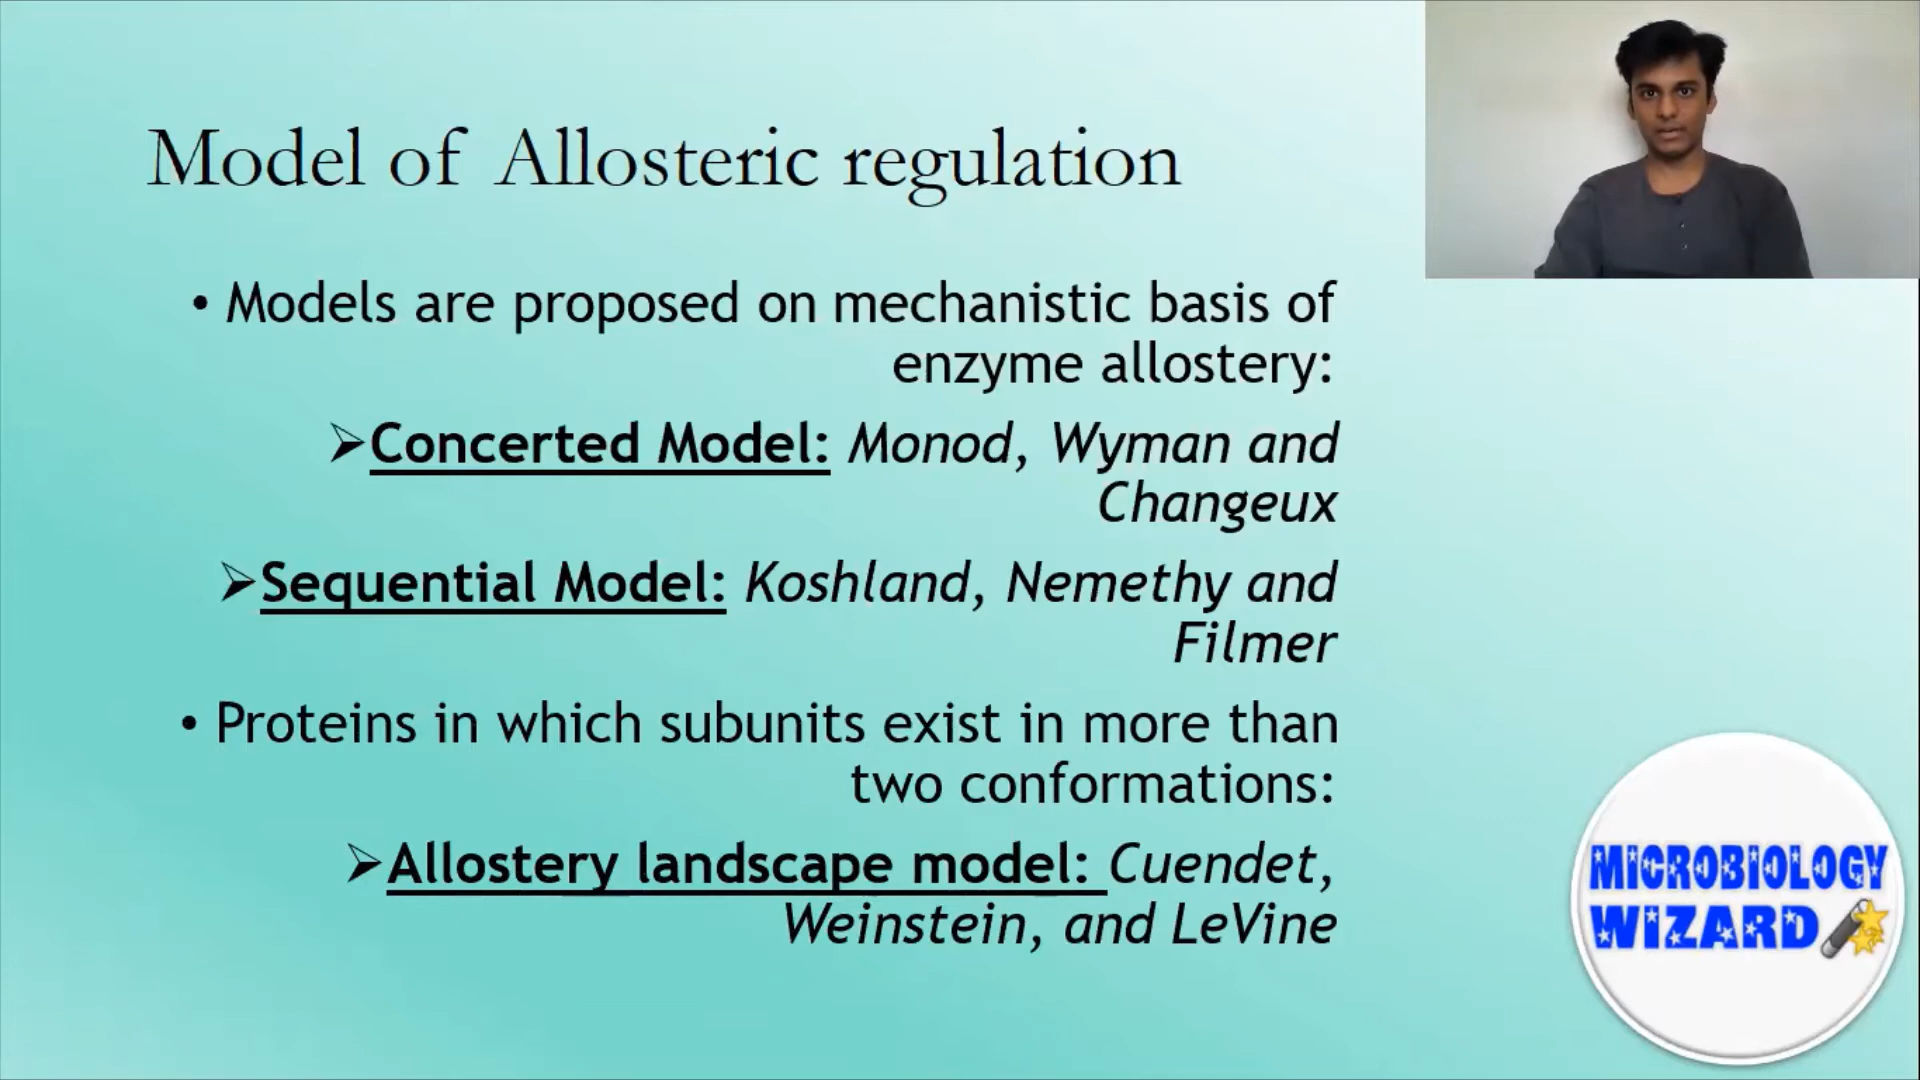 Model of Allosteric regulation
• Models are proposed on mechanistic basis of
enzyme allostery:
➢Concerted Model: Monod, Wyman and
Changeux
➢Sequential Model: Koshland, Nemethy and
Filmer
• Proteins in which subunits exist in more than
two conformations:
➢Allostery landscape model: Cuendet,
Weinstein, and LeVine
MICROBIOLOGY
WIZARD